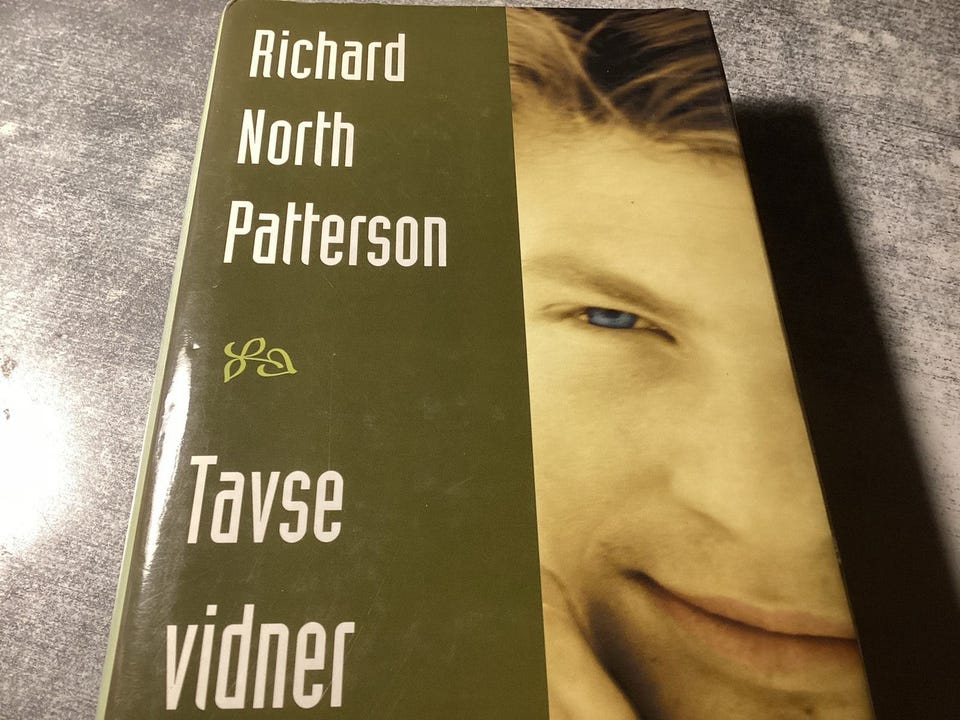 Richard
North
Patterson
Tavse
vidner